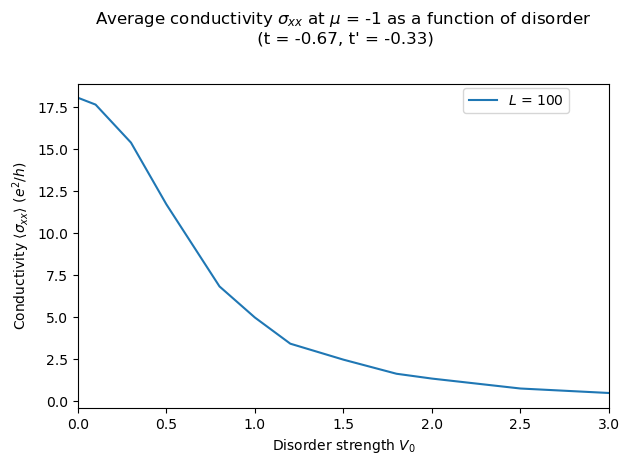 Average conductivity σxx at μ = -1 as a function of disorder
(t = -0.67, t' = -0.33)
L = 100
17.5
15.0
12.5
10.0
7.5
5.0
2.5
0.0
Conductivity ⟨σxx⟩ (e²/h)
0.0 0.5 1.0 1.5 2.0 2.5 3.0
Disorder strength V₀